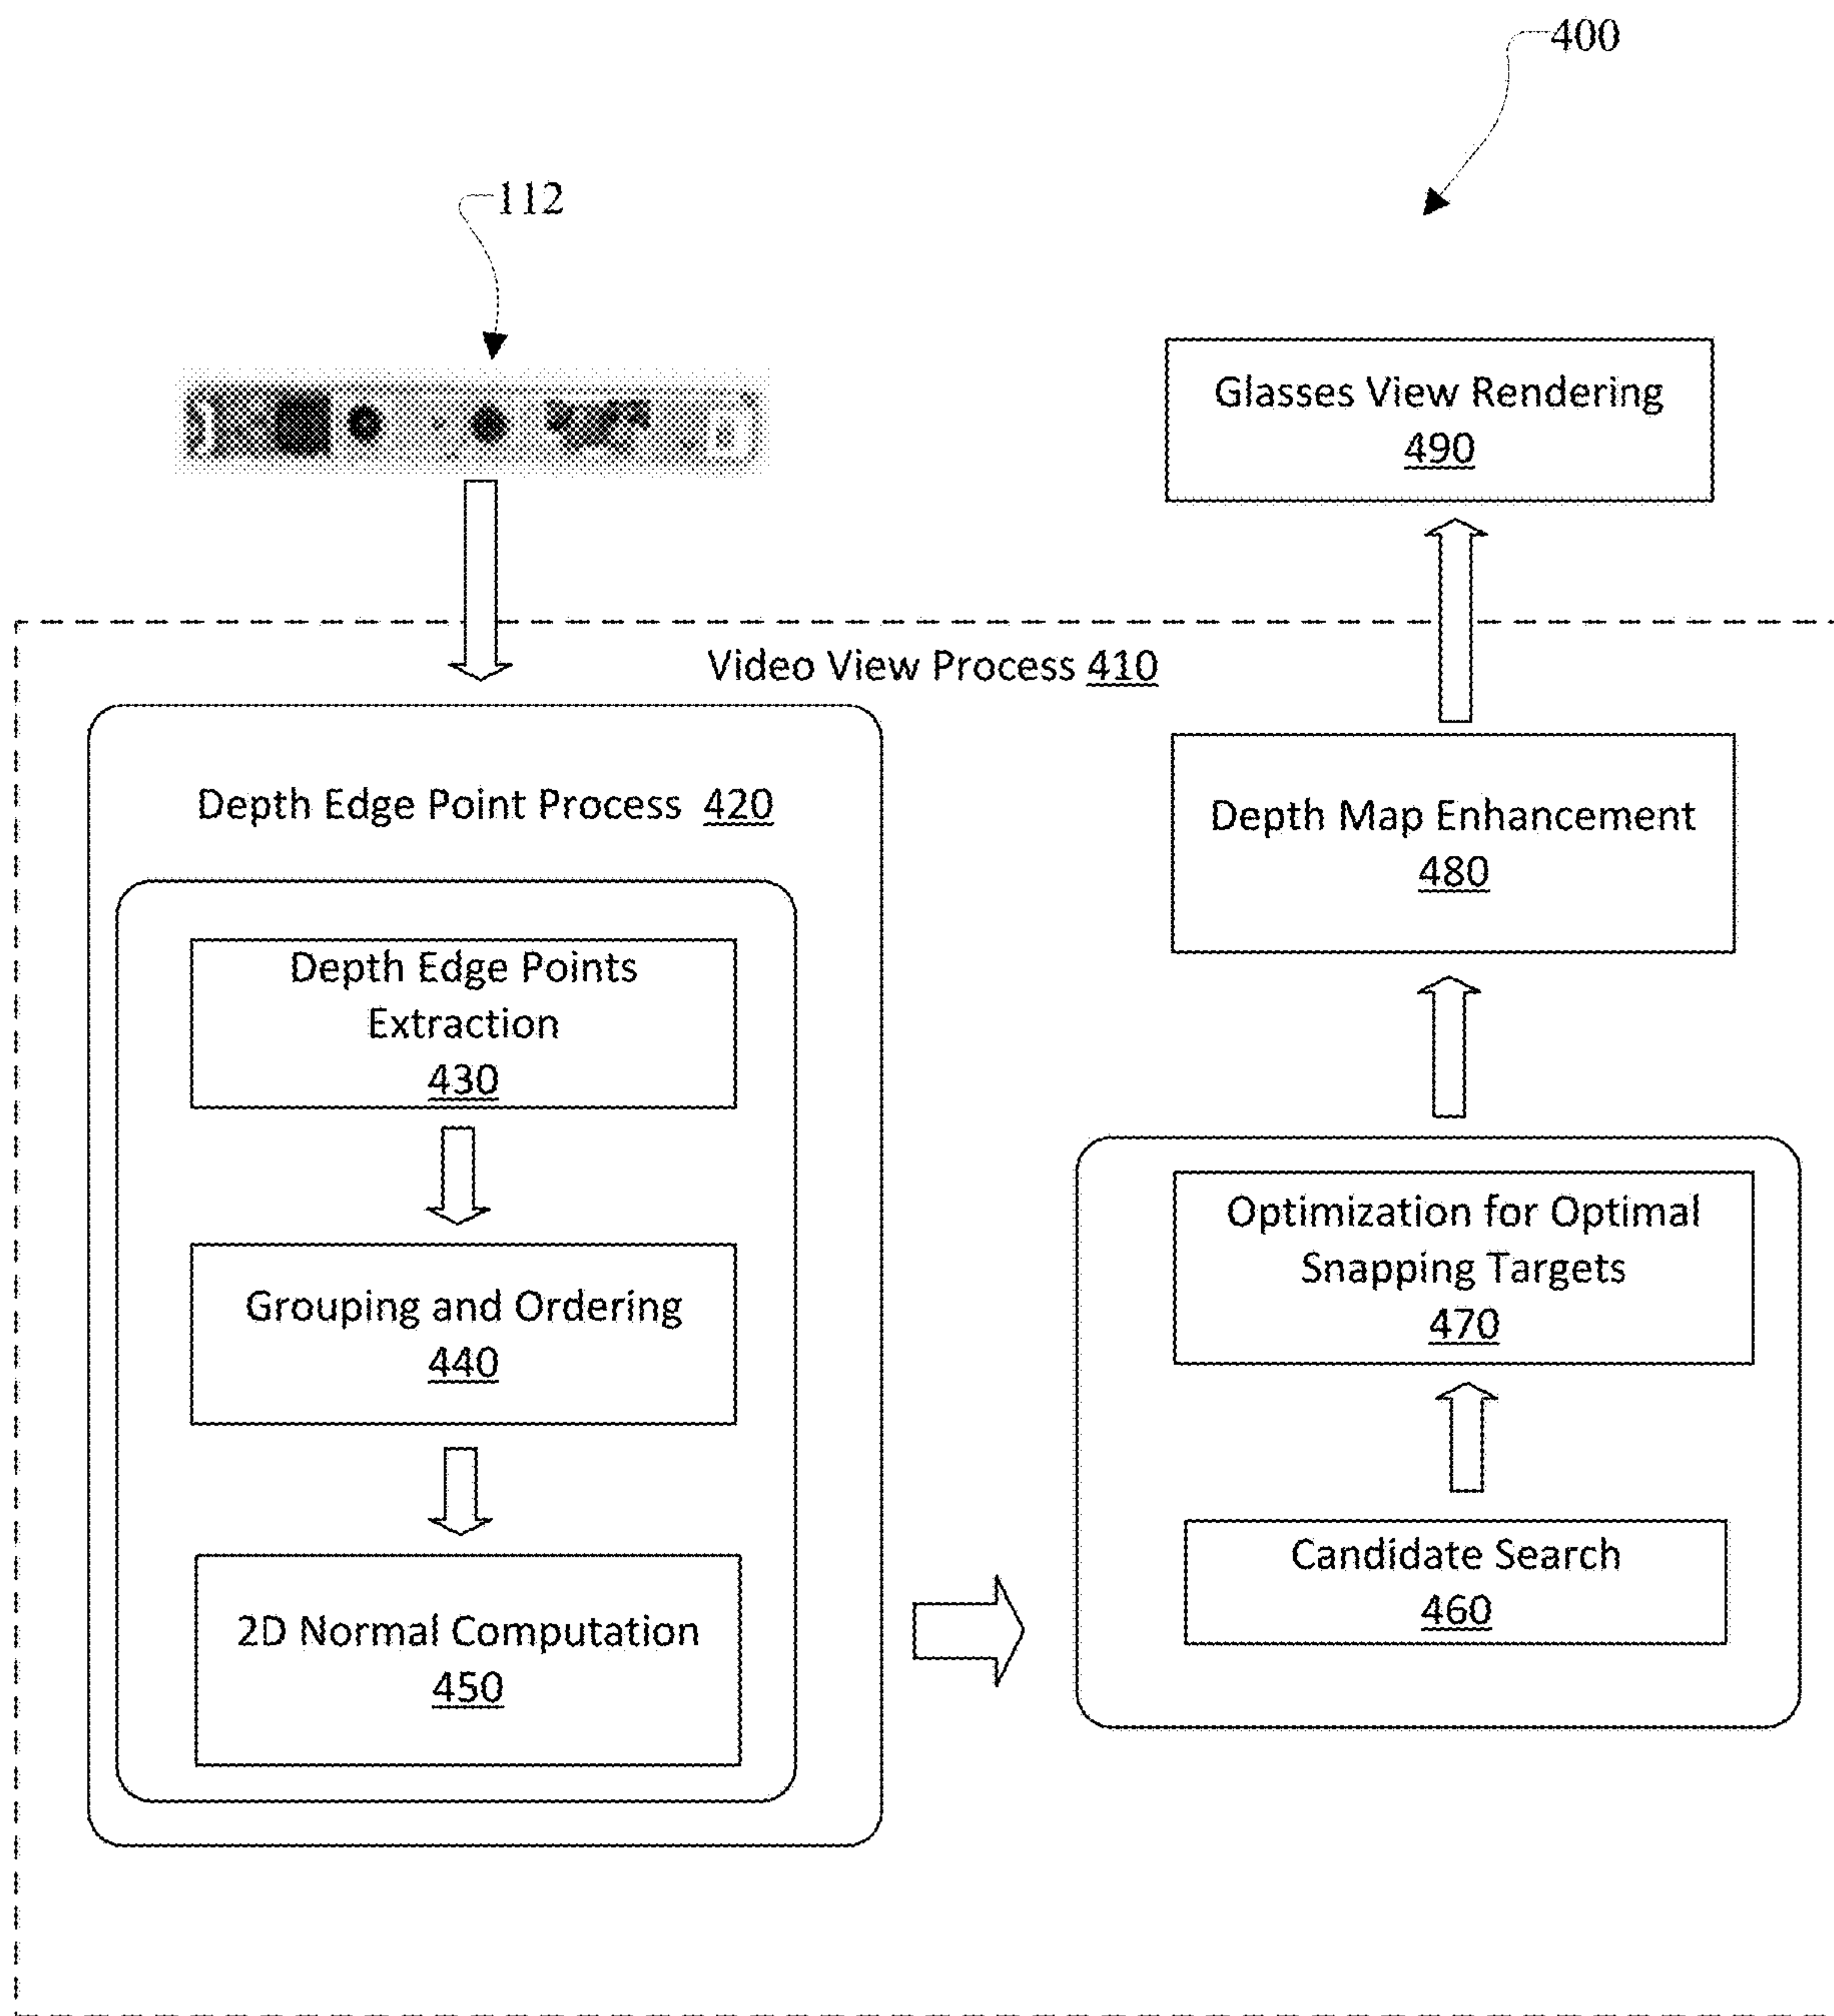 400
112
Glasses View Rendering
490
Video View Process 410
Depth Edge Point Process 420
Depth Map Enhancement
480
Depth Edge Points
Extraction
430
Grouping and Ordering
440
2D Normal Computation
450
Optimization for Optimal
Snapping Targets
470
Candidate Search
460